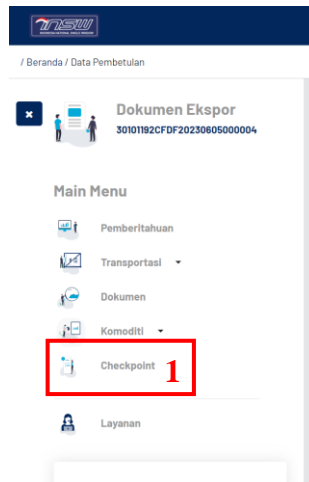 INSW
/ Beranda / Data Pembetulan
×
Dokumen Ekspor
30101192CFDF20230605000004
Main Menu
Pemberitahuan
Transportasi
Dokumen
Komoditi
Checkpoint 1
Layanan